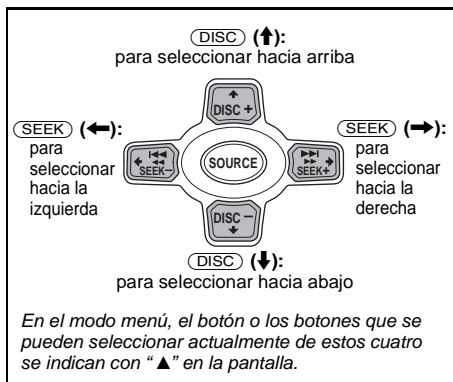 DISC (⬆):
para seleccionar hacia arriba
DISC +
SEEK (⬅):
para
seleccionar
hacia la
izquierda
SEEK–
SOURCE
SEEK+
SEEK (➡):
para
seleccionar
hacia la
derecha
DISC –
DISC (⬇):
para seleccionar hacia abajo
En el modo menú, el botón o los botones que se
pueden seleccionar actualmente de estos cuatro
se indican con “ ▲” en la pantalla.